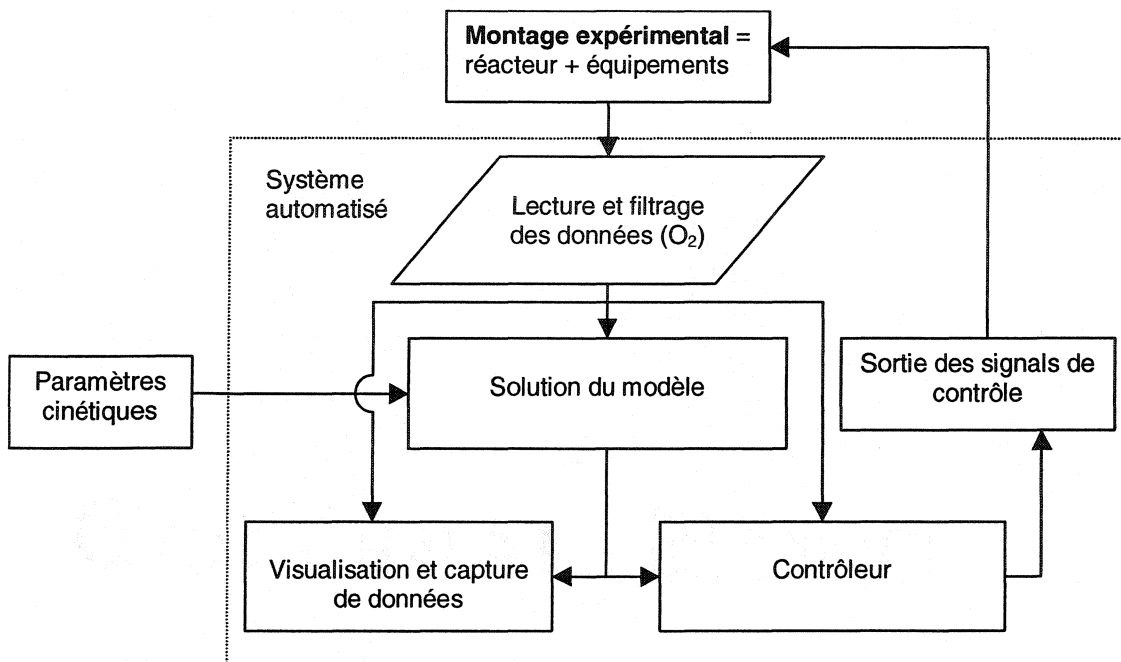 Montage expérimental =
réacteur + équipements
Système
automatisé
Lecture et filtrage
des données (O₂)
Paramètres
cinétiques
Solution du modèle
Sortie des signals de
contrôle
Visualisation et capture
de données
Contrôleur